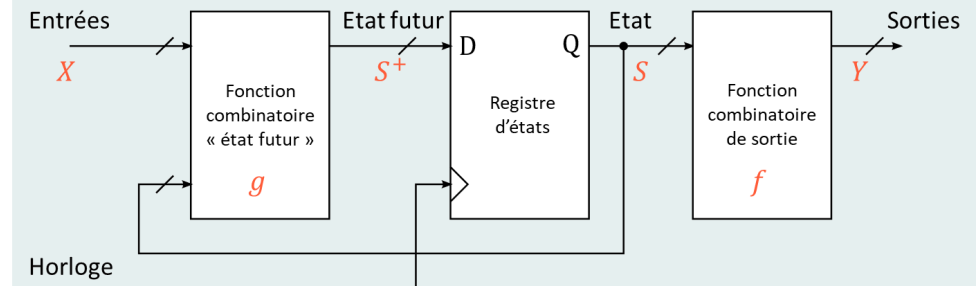 Entrées
Etat futur
Etat
Sorties
X
S⁺
D
Q
S
Y
Fonction
combinatoire
« état futur »
g
Registre
d’états
Fonction
combinatoire
de sortie
f
Horloge